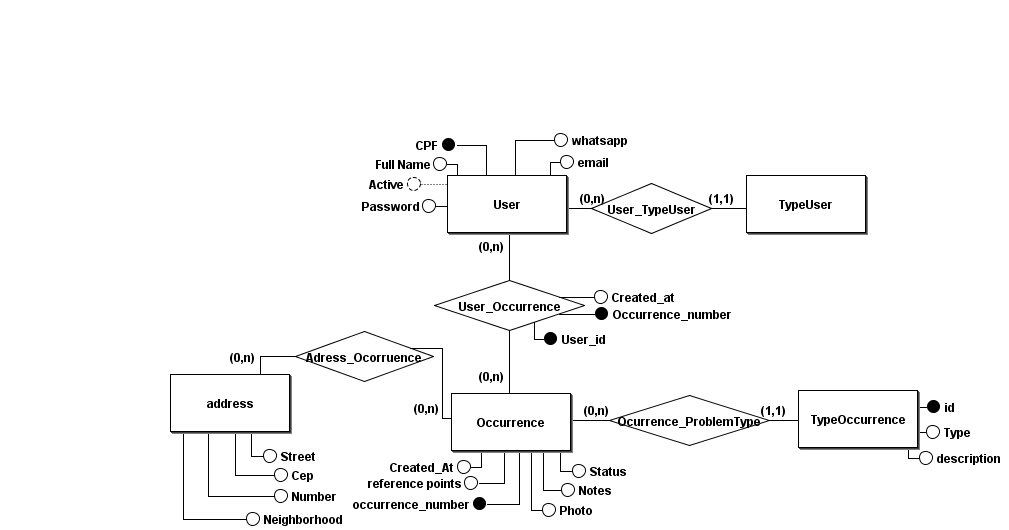 whatsapp
CPF
email
Full Name
Active
(0,n)
(1,1)
User
TypeUser
Password
User_TypeUser
(0,n)
Created_at
User_Occurrence
Occurrence_number
User_id
(0,n)
Adress_Ocorruence
(0,n)
address
(0,n)
(0,n)
(1,1)
id
Occurrence
Ocurrence_ProblemType
TypeOccurrence
Type
Street
description
Created_At
Status
Cep
reference points
Notes
Number
occurrence_number
Photo
Neighborhood